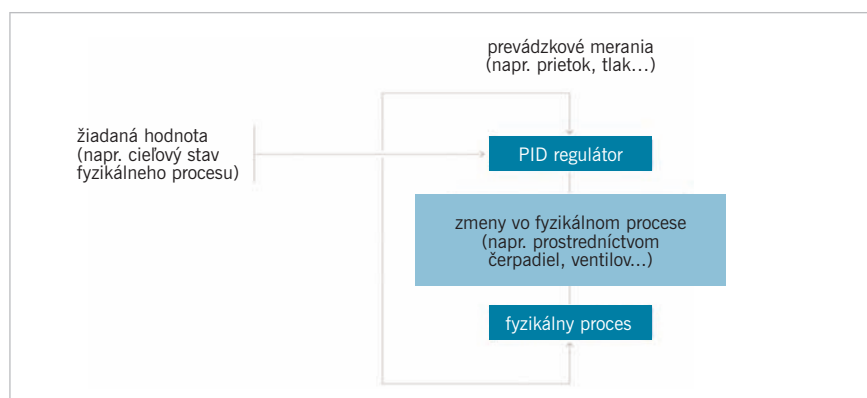 prevádzkové merania
(napr. prietok, tlak…)
žiadaná hodnota
(napr. cieľový stav
fyzikálneho procesu)
PID regulátor
zmeny vo fyzikálnom procese
(napr. prostredníctvom
čerpadiel, ventilov…)
fyzikálny proces